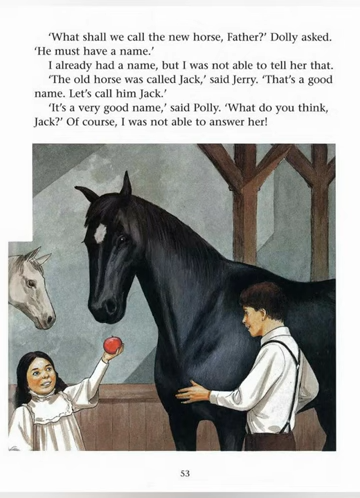 ‘What shall we call the new horse, Father?’ Dolly asked.
‘He must have a name.’
I already had a name, but I was not able to tell her that.
‘The old horse was called Jack,’ said Jerry. ‘That’s a good
name. Let’s call him Jack.’
‘It’s a very good name,’ said Polly. ‘What do you think,
Jack?’ Of course, I was not able to answer her!
53